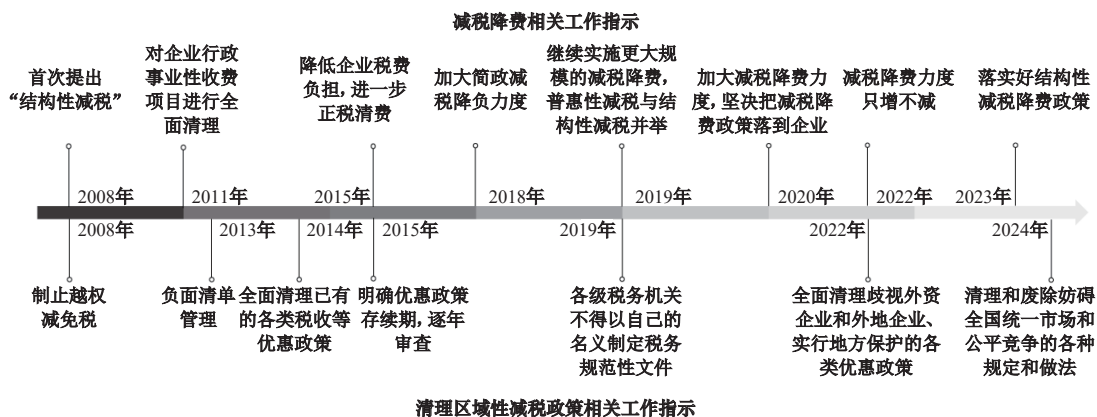 减税降费相关工作指示
首次提出
“结构性减税”
对企业行政
事业性收费
项目进行全
面清理
降低企业税费
负担，进一步
正税清费
加大简政减
税降负力度
继续实施更大规
模的减税降费，
普惠性减税与结
构性减税并举
加大减税降费力
度，坚决把减税降
费政策落到企业
减税降费力度
只增不减
落实好结构性
减税降费政策
2008年
2011年
2015年
2018年
2019年
2020年
2022年
2023年
2008年
2013年
2014年
2015年
2019年
2022年
2024年
制止越权
减免税
负面清单
管理
全面清理已有
的各类税收等
优惠政策
明确优惠政策
存续期，逐年
审查
各级税务机关
不得以自己的
名义制定税务
规范性文件
全面清理歧视外资
企业和外地企业、
实行地方保护的各
类优惠政策
清理和废除妨碍
全国统一市场和
公平竞争的各种
规定和做法
清理区域性减税政策相关工作指示